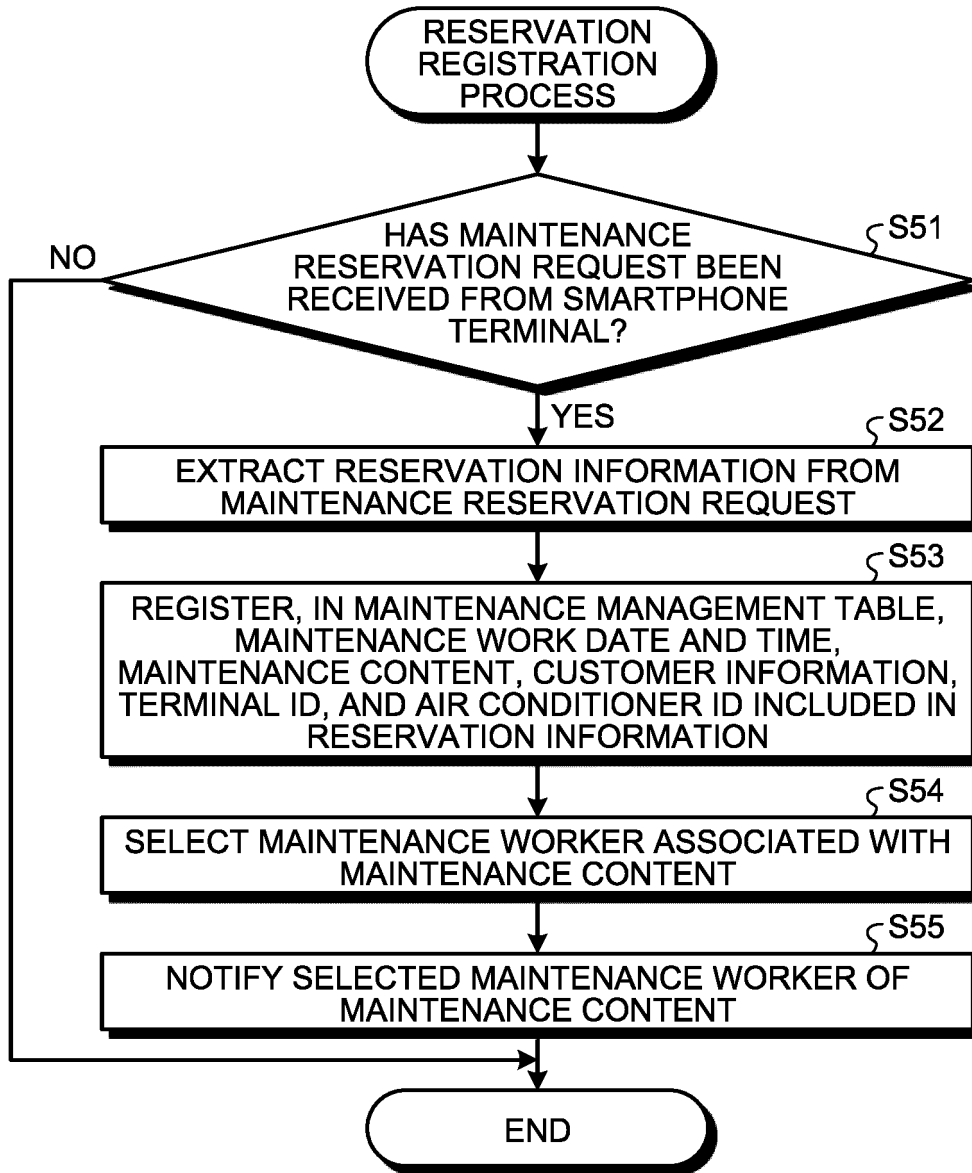 RESERVATION
REGISTRATION
PROCESS
S51
NO
HAS MAINTENANCE
RESERVATION REQUEST BEEN
RECEIVED FROM SMARTPHONE
TERMINAL?
YES
S52
EXTRACT RESERVATION INFORMATION FROM
MAINTENANCE RESERVATION REQUEST
S53
REGISTER, IN MAINTENANCE MANAGEMENT TABLE,
MAINTENANCE WORK DATE AND TIME,
MAINTENANCE CONTENT, CUSTOMER INFORMATION,
TERMINAL ID, AND AIR CONDITIONER ID INCLUDED IN
RESERVATION INFORMATION
S54
SELECT MAINTENANCE WORKER ASSOCIATED WITH
MAINTENANCE CONTENT
S55
NOTIFY SELECTED MAINTENANCE WORKER OF
MAINTENANCE CONTENT
END